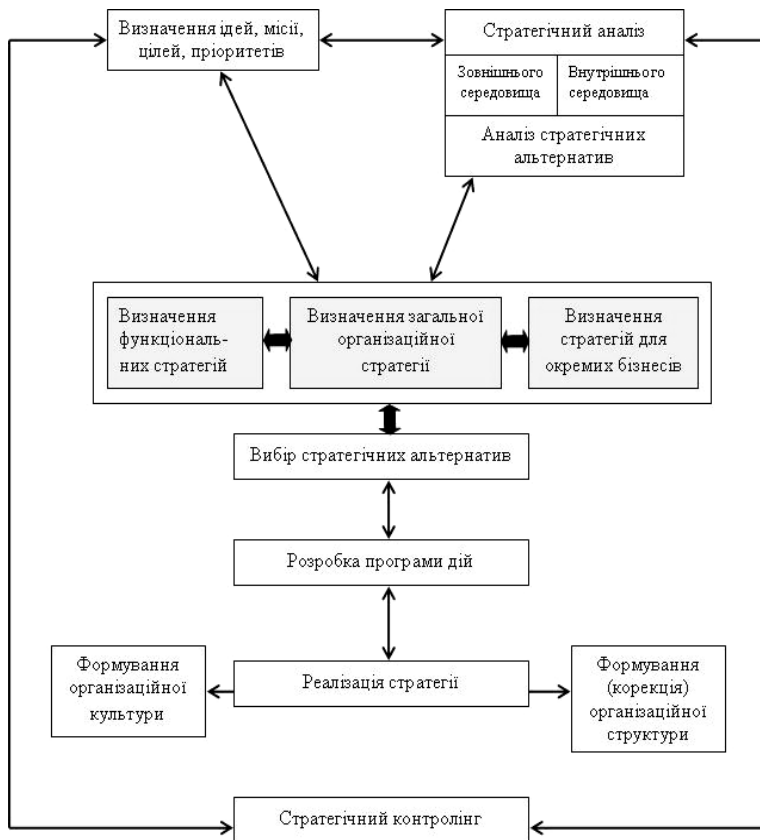 Визначення ідей, місії,
цілей, пріоритетів
Стратегічний аналіз
Зовнішнього
середовища
Внутрішнього
середовища
Аналіз стратегічних
альтернатив
Визначення
функціональ-
них стратегій
Визначення загальної
організаційної
стратегії
Визначення
стратегій для
окремих бізнесів
Вибір стратегічних альтернатив
Розробка програми дій
Формування
організаційної
культури
Реалізація стратегії
Формування
(корекція)
організаційної
структури
Стратегічний контролінг